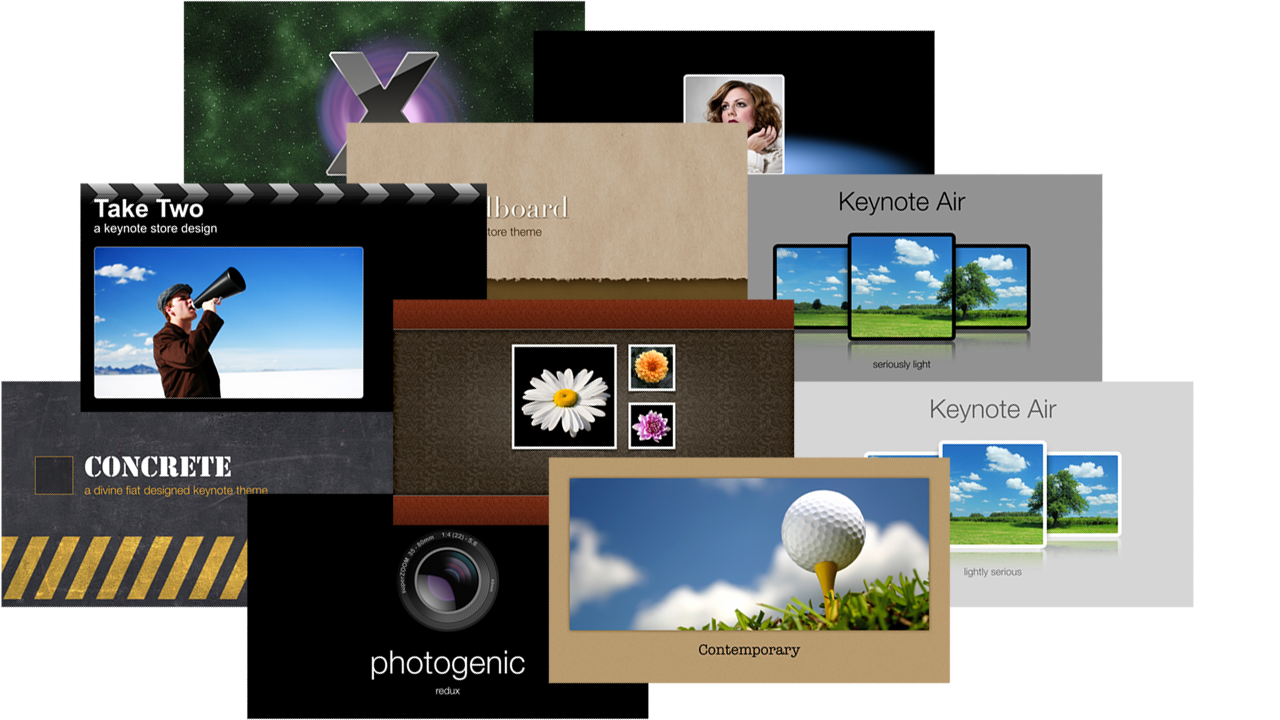 X
Take Two
a keynote store design
dboard
tore theme
Keynote Air
seriously light
Keynote Air
lightly serious
CONCRETE
a divine fiat designed keynote theme
superZOOM 35-80mm 1:4 (22) - 5.6
photogenic
redux
Contemporary